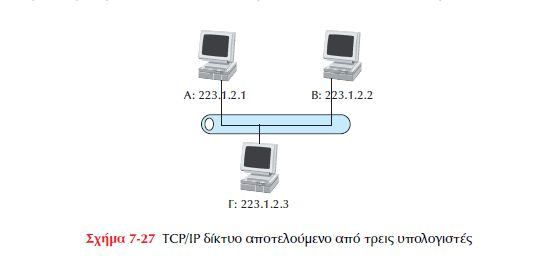 Α: 223.1.2.1
Β: 223.1.2.2
Γ: 223.1.2.3
Σχήμα 7-27 TCP/IP δίκτυο αποτελούμενο από τρεις υπολογιστές